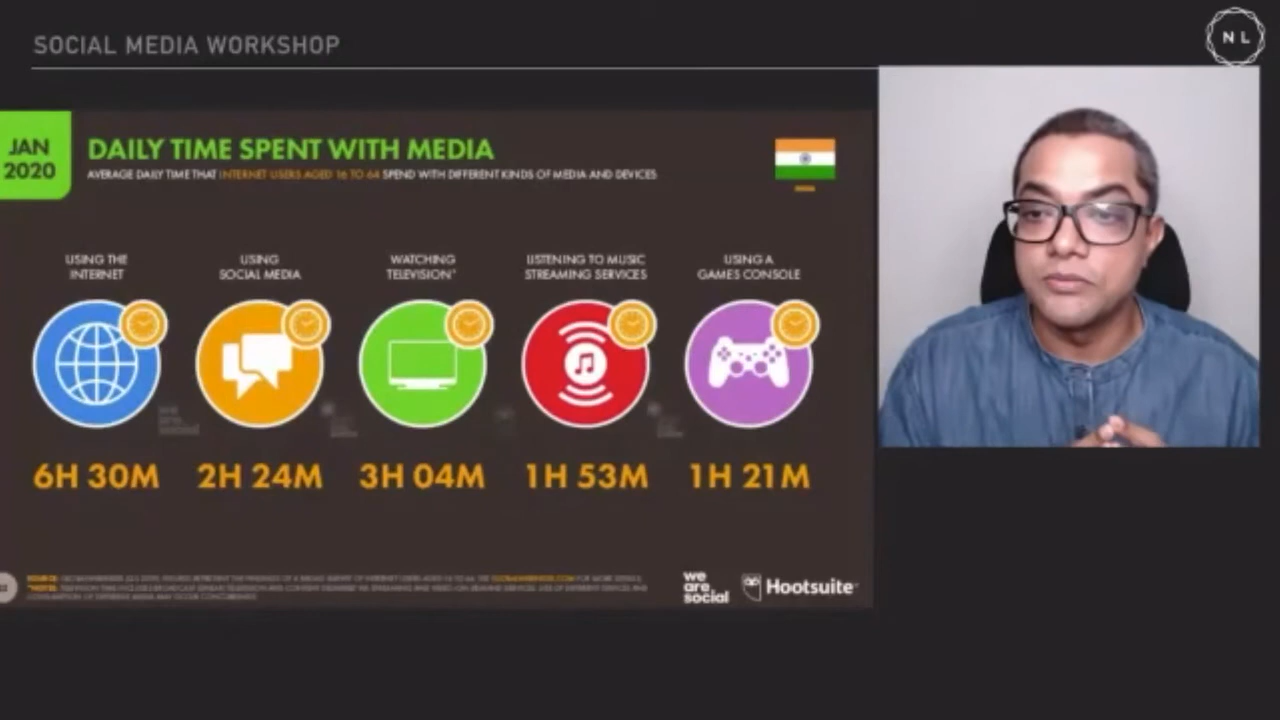 SOCIAL MEDIA WORKSHOP
N L
JAN
2020
DAILY TIME SPENT WITH MEDIA
AVERAGE DAILY TIME THAT INTERNET USERS AGED 16 TO 64 SPEND WITH DIFFERENT KINDS OF MEDIA AND DEVICES
USING THE
INTERNET
USING
SOCIAL MEDIA
WATCHING
TELEVISION*
LISTENING TO MUSIC
STREAMING SERVICES
USING A
GAMES CONSOLE
6H 30M
2H 24M
3H 04M
1H 53M
1H 21M
SOURCE:
*NOTES:
we
are
social
Hootsuite